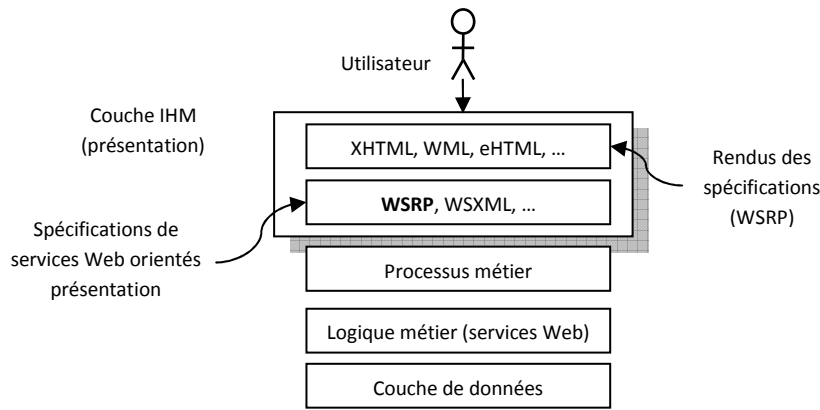 Utilisateur
Couche IHM
(présentation)
XHTML, WML, eHTML, ...
Rendus des
spécifications
(WSRP)
WSRP, WSXML, ...
Spécifications de
services Web orientés
présentation
Processus métier
Logique métier (services Web)
Couche de données